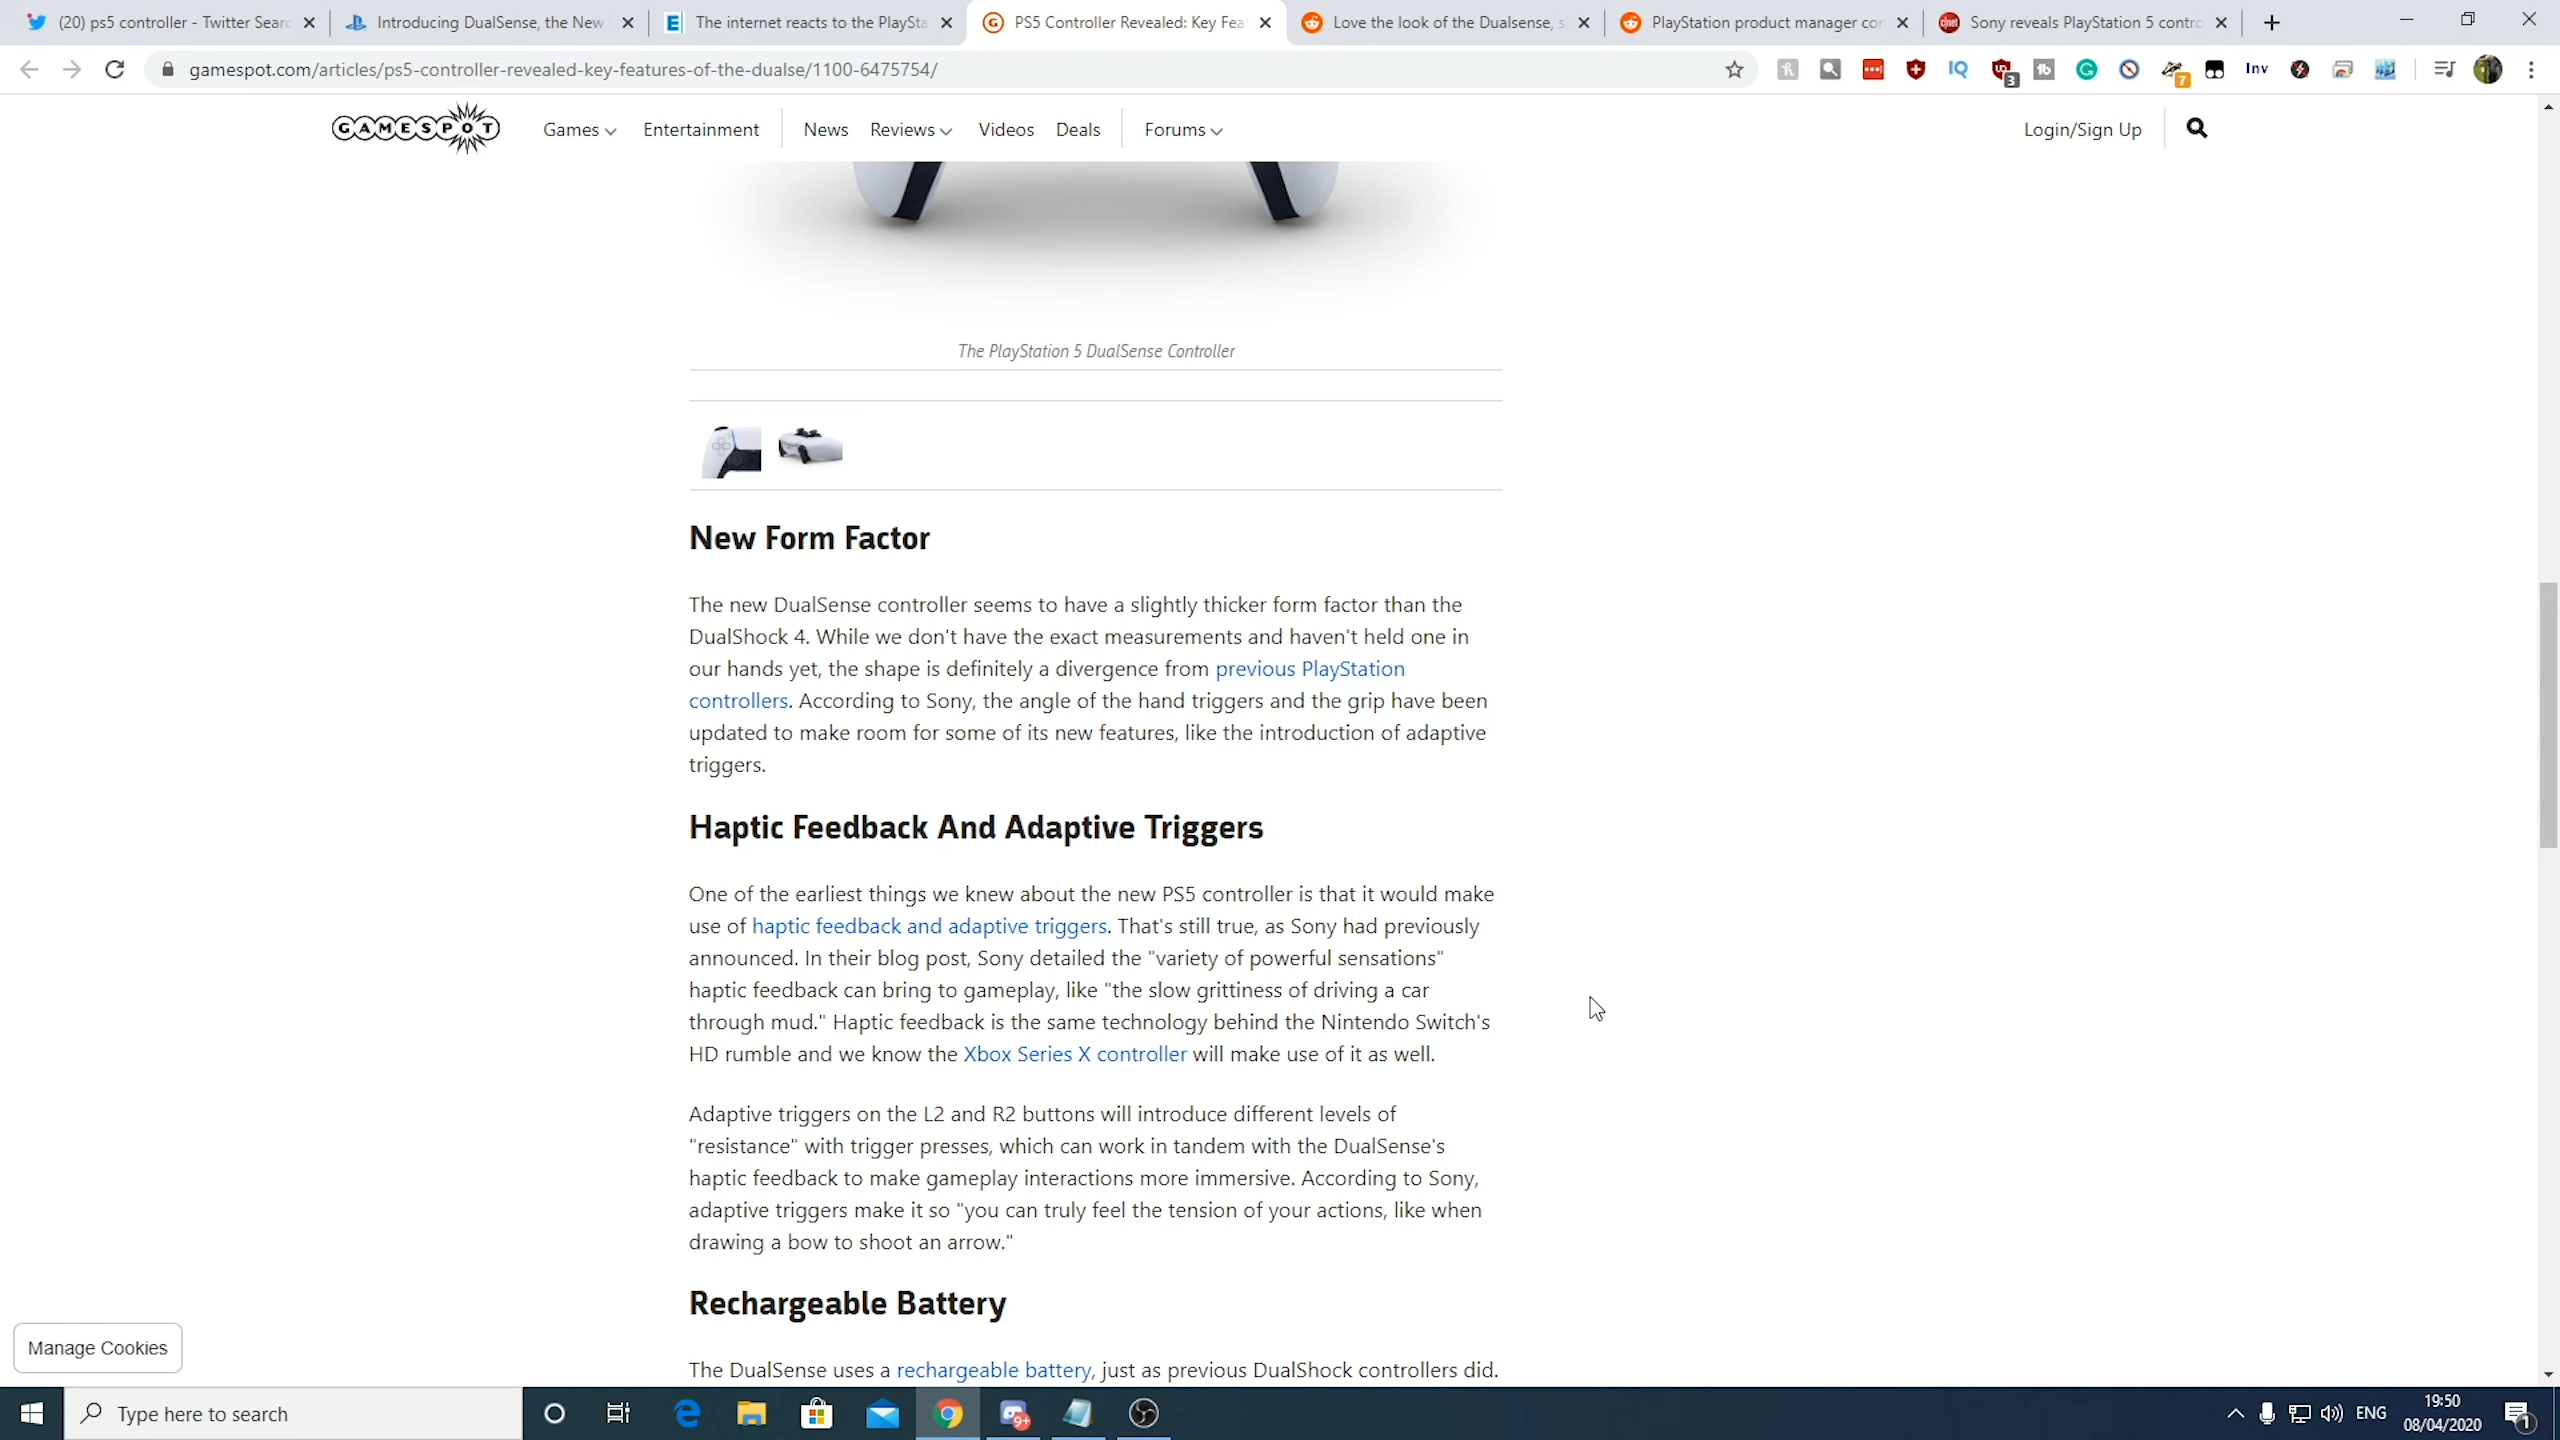 (20) ps5 controller - Twitter Searc
Introducing DualSense, the New
The internet reacts to the PlaySta
PS5 Controller Revealed: Key Fea
Love the look of the Dualsense, s
PlayStation product manager con
Sony reveals PlayStation 5 contro
gamespot.com/articles/ps5-controller-revealed-key-features-of-the-dualse/1100-6475754/
IQ
3
7
Inv
GAMESPOT
Games
Entertainment
News
Reviews
Videos
Deals
Forums
Login/Sign Up
The PlayStation 5 DualSense Controller
New Form Factor
The new DualSense controller seems to have a slightly thicker form factor than the
DualShock 4. While we don't have the exact measurements and haven't held one in
our hands yet, the shape is definitely a divergence from previous PlayStation
controllers. According to Sony, the angle of the hand triggers and the grip have been
updated to make room for some of its new features, like the introduction of adaptive
triggers.
Haptic Feedback And Adaptive Triggers
One of the earliest things we knew about the new PS5 controller is that it would make
use of haptic feedback and adaptive triggers. That's still true, as Sony had previously
announced. In their blog post, Sony detailed the "variety of powerful sensations"
haptic feedback can bring to gameplay, like "the slow grittiness of driving a car
through mud." Haptic feedback is the same technology behind the Nintendo Switch's
HD rumble and we know the Xbox Series X controller will make use of it as well.
Adaptive triggers on the L2 and R2 buttons will introduce different levels of
"resistance" with trigger presses, which can work in tandem with the DualSense's
haptic feedback to make gameplay interactions more immersive. According to Sony,
adaptive triggers make it so "you can truly feel the tension of your actions, like when
drawing a bow to shoot an arrow."
Rechargeable Battery
The DualSense uses a rechargeable battery, just as previous DualShock controllers did.
Manage Cookies
Type here to search
9+
ENG
19:50
08/04/2020
1